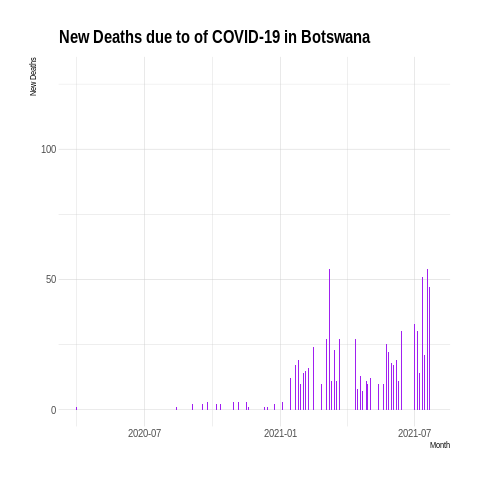 New Deaths due to of COVID-19 in Botswana
New Deaths
100
50
0
2020-07
2021-01
2021-07
Month